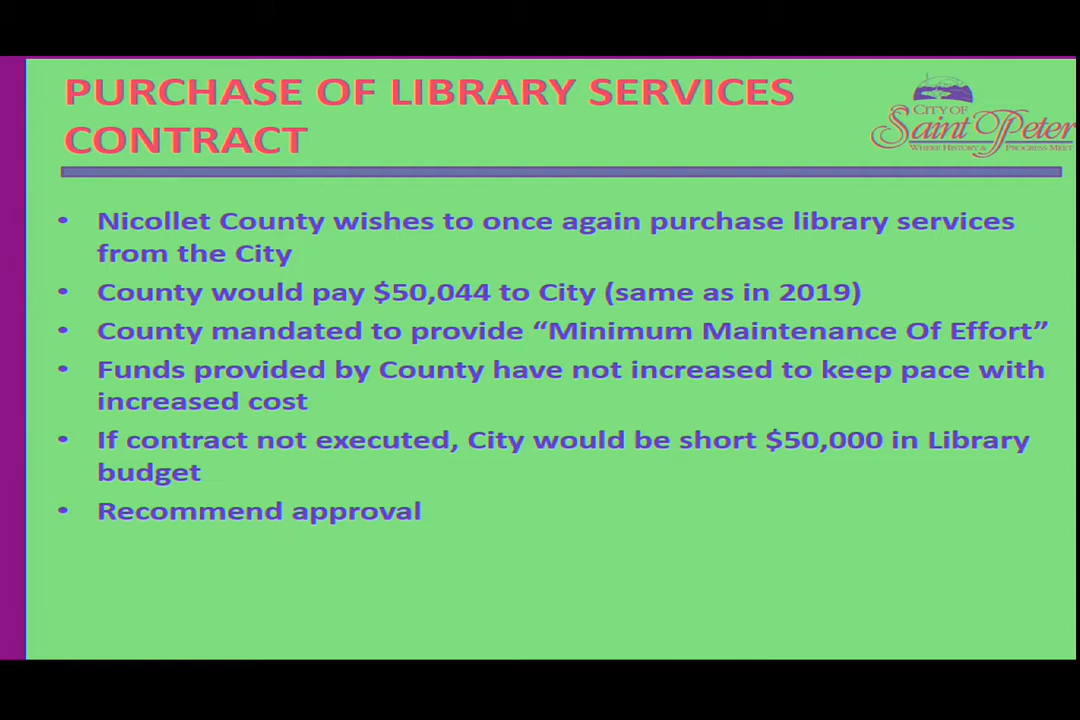 PURCHASE OF LIBRARY SERVICES
CONTRACT
CITY OF
Saint Peter
WHERE HISTORY & PROGRESS MEET
• Nicollet County wishes to once again purchase library services
from the City
• County would pay $50,044 to City (same as in 2019)
• County mandated to provide “Minimum Maintenance Of Effort”
• Funds provided by County have not increased to keep pace with
increased cost
• If contract not executed, City would be short $50,000 in Library
budget
• Recommend approval